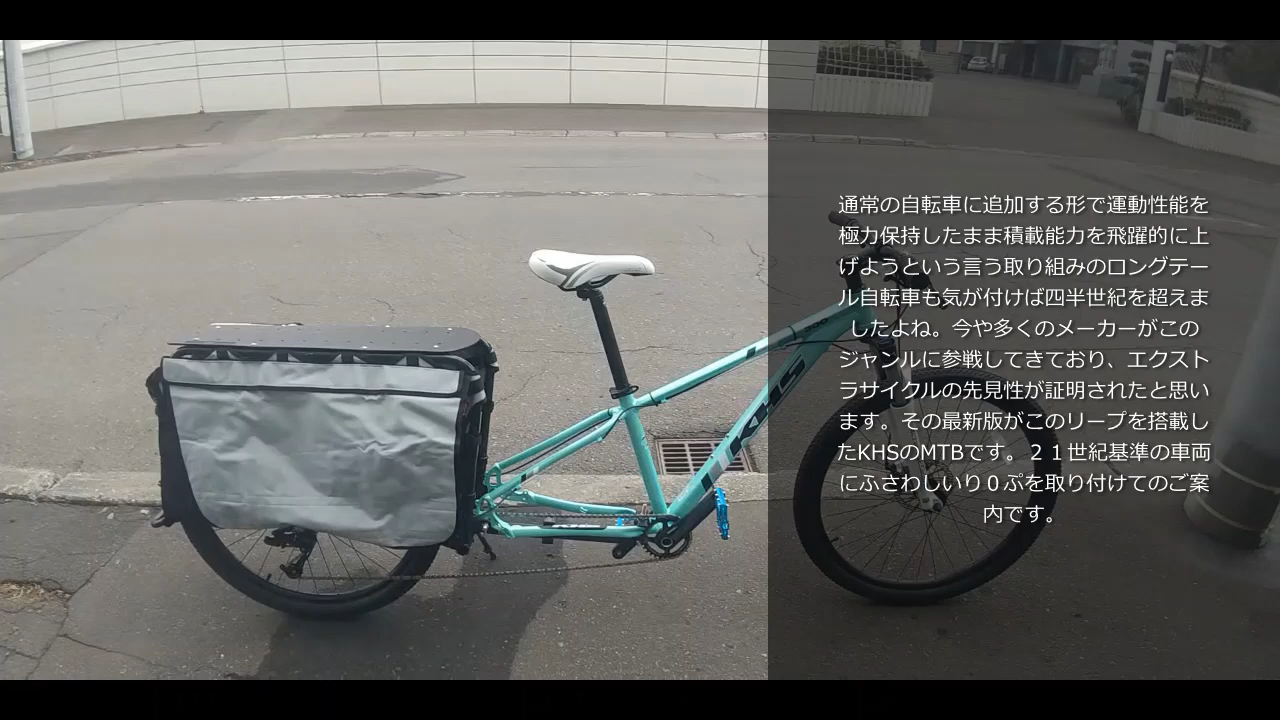 通常の自転車に追加する形で運動性能を
極力保持したまま積載能力を飛躍的に上
げようという言う取り組みのロングテー
ル自転車も気が付けば四半世紀を超えま
したよね。今や多くのメーカーがこの
ジャンルに参戦してきており、エクスト
ラサイクルの先見性が証明されたと思い
ます。その最新版がこのリープを搭載し
たKHSのMTBです。２１世紀基準の車両
にふさわしいり０ぷを取り付けてのご案
内です。
KHS